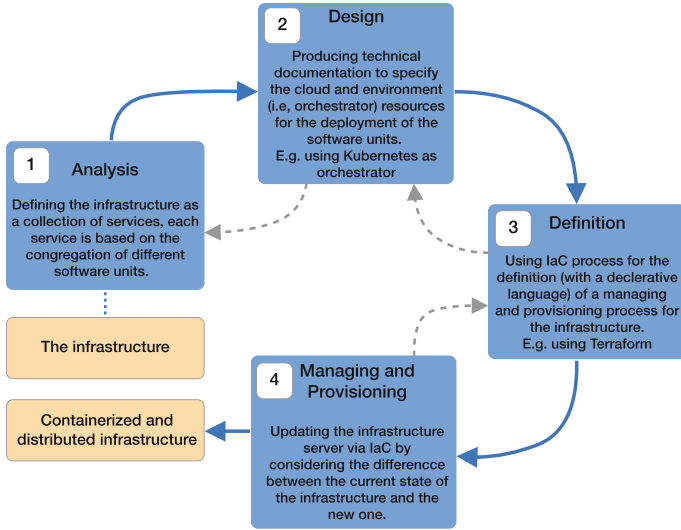 2
Design
Producing technical
documentation to specify
the cloud and environment
(i.e, orchestrator) resources
for the deployment of the
software units.
E.g. using Kubernetes as
orchestrator
1
Analysis
Defining the infrastructure as
a collection of services, each
service is based on the
congregation of different
software units.
3
Definition
Using IaC process for the
definition (with a declerative
language) of a managing
and provisioning process for
the infrastructure.
E.g. using Terraform
The infrastructure
4
Managing and
Provisioning
Updating the infrastructure
server via IaC by
considering the differencce
between the current state of
the infrastructure and the
new one.
Containerized and
distributed infrastructure